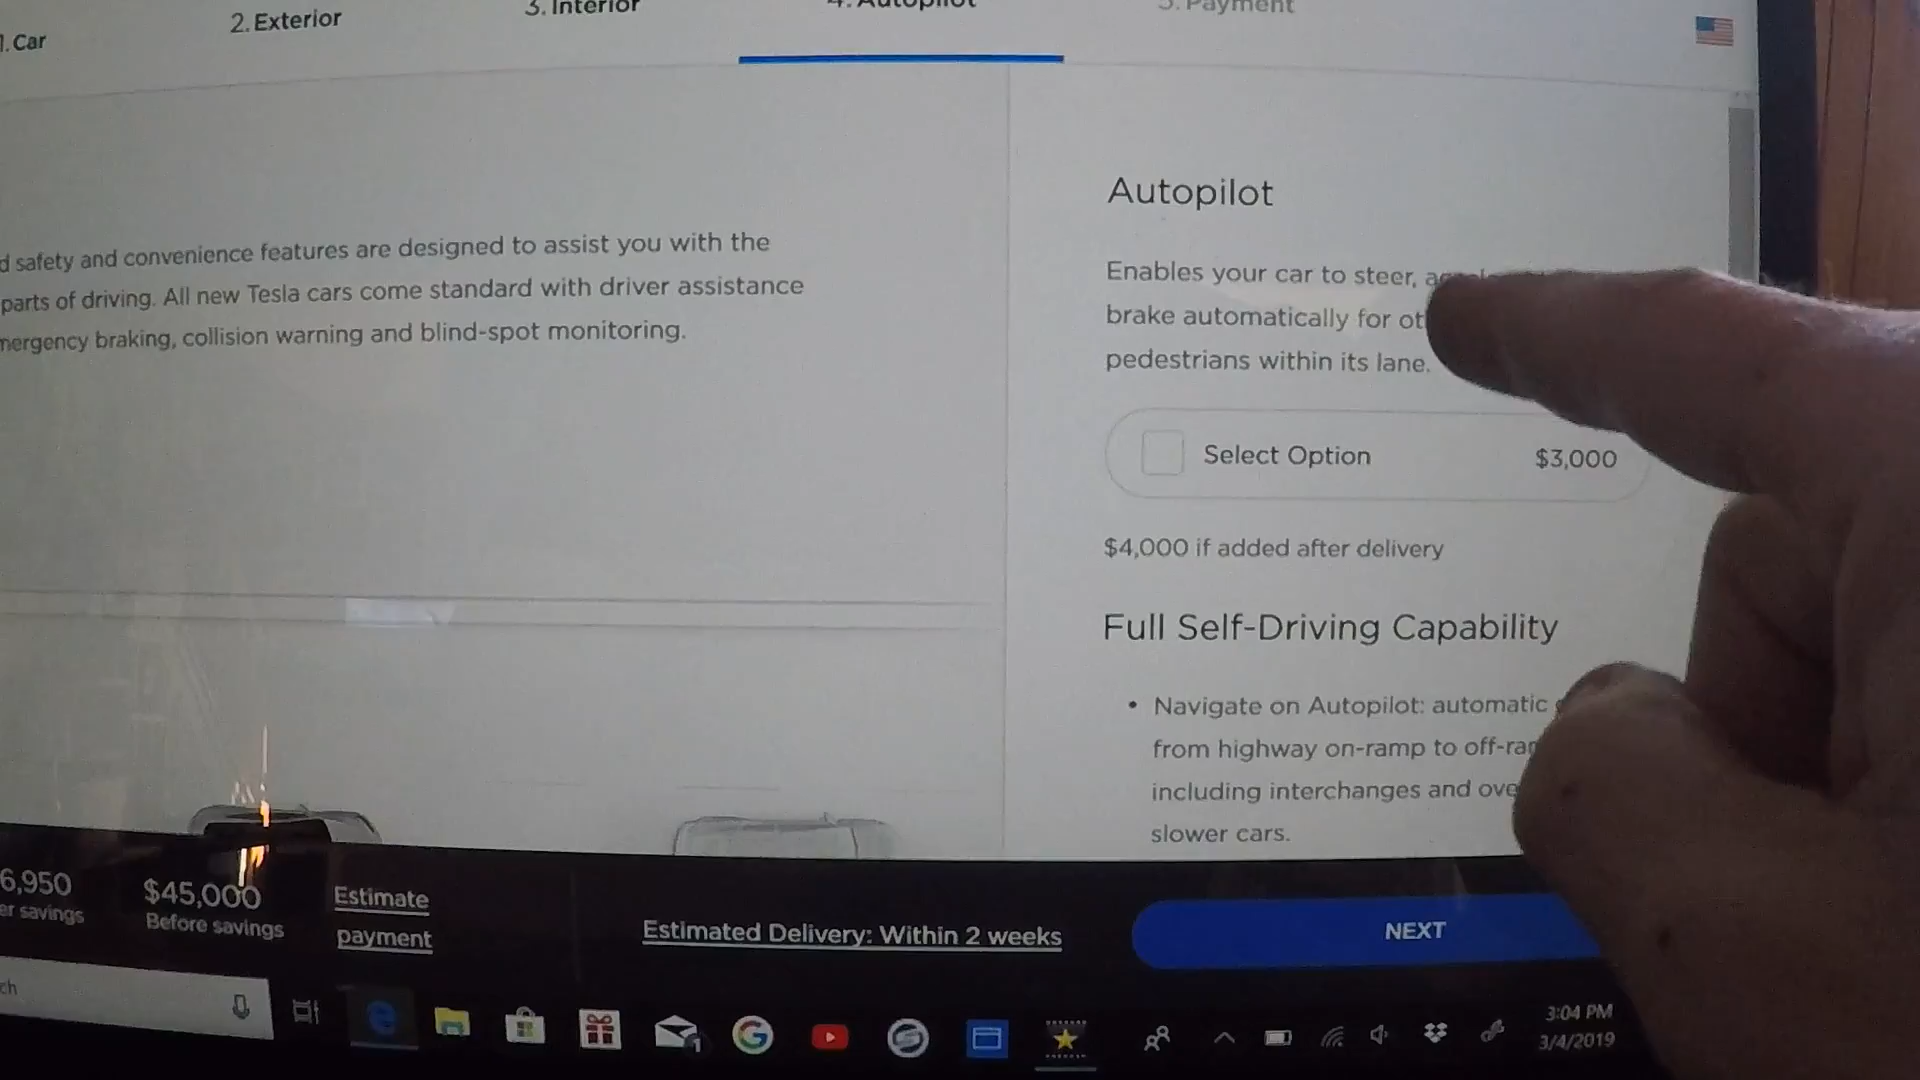 1. Car
2. Exterior
3. Interior
4. Autopilot
5. Payment
safety and convenience features are designed to assist you with the
parts of driving. All new Tesla cars come standard with driver assistance
braking, collision warning and blind-spot monitoring.
Autopilot
Enables your car to steer,
brake automatically for
pedestrians within its lane.
Select Option $3,000
$4,000 if added after delivery
Full Self-Driving Capability
• Navigate on Autopilot: automatic
from highway on-ramp to
including interchanges and
slower cars.
6,950
savings
$45,000
Before savings
Estimate
payment
Estimated Delivery: Within 2 weeks
NEXT
3:04 PM
3/4/2019